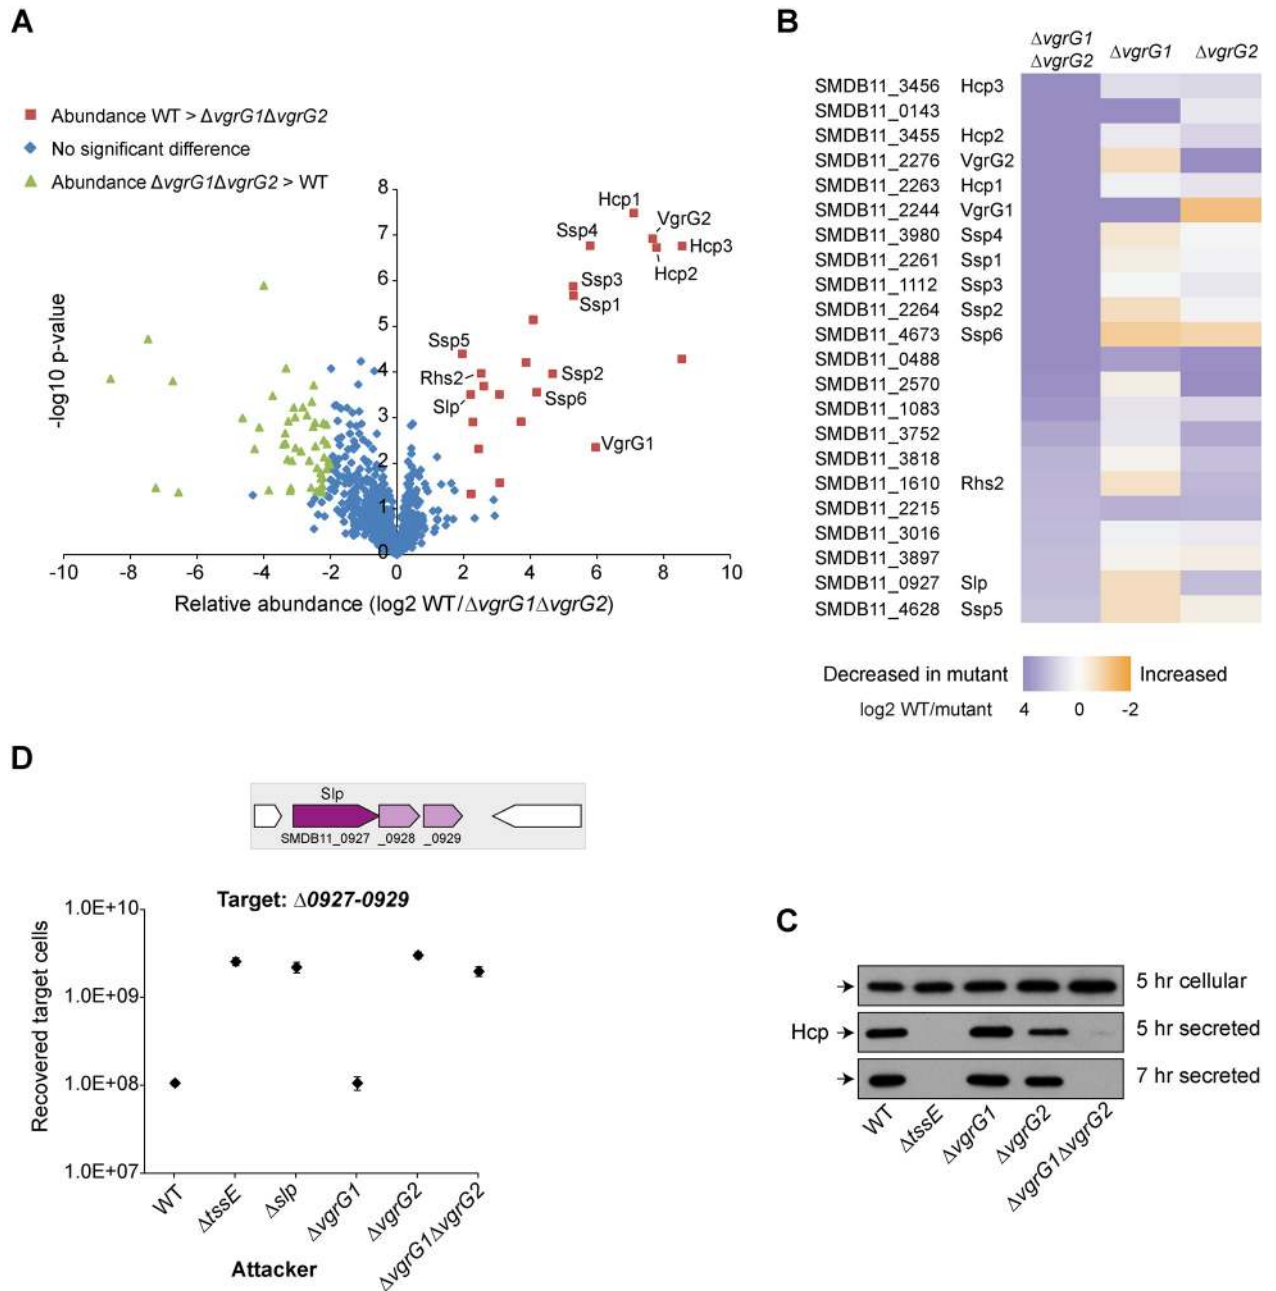 A
Abundance WT > ΔvgrG1ΔvgrG2
No significant difference
Abundance ΔvgrG1ΔvgrG2 > WT
8
7
6
5
4
3
2
1
0
-log10 p-value
Hcp1
VgrG2
Ssp4
Hcp3
Hcp2
Ssp3
Ssp1
Ssp5
Rhs2
Ssp2
Slp
Ssp6
VgrG1
-10 -8 -6 -4 -2 0 2 4 6 8 10
Relative abundance (log2 WT/ΔvgrG1ΔvgrG2)
B
ΔvgrG1
ΔvgrG2
ΔvgrG1
ΔvgrG2
SMDB11_3456 Hcp3
SMDB11_0143
SMDB11_3455 Hcp2
SMDB11_2276 VgrG2
SMDB11_2263 Hcp1
SMDB11_2244 VgrG1
SMDB11_3980 Ssp4
SMDB11_2261 Ssp1
SMDB11_1112 Ssp3
SMDB11_2264 Ssp2
SMDB11_4673 Ssp6
SMDB11_0488
SMDB11_2570
SMDB11_1083
SMDB11_3752
SMDB11_3818
SMDB11_1610 Rhs2
SMDB11_2215
SMDB11_3016
SMDB11_3897
SMDB11_0927 Slp
SMDB11_4628 Ssp5
Decreased in mutant Increased
log2 WT/mutant 4 0 -2
D
Slp
SMDB11_0927 _0928 _0929
Target: Δ0927-0929
1.0E+10
1.0E+09
1.0E+08
1.0E+07
Recovered target cells
WT
ΔtssE
Δslp
ΔvgrG1
ΔvgrG2
ΔvgrG1ΔvgrG2
Attacker
C
5 hr cellular
Hcp 5 hr secreted
7 hr secreted
WT
ΔtssE
ΔvgrG1
ΔvgrG2
ΔvgrG1ΔvgrG2